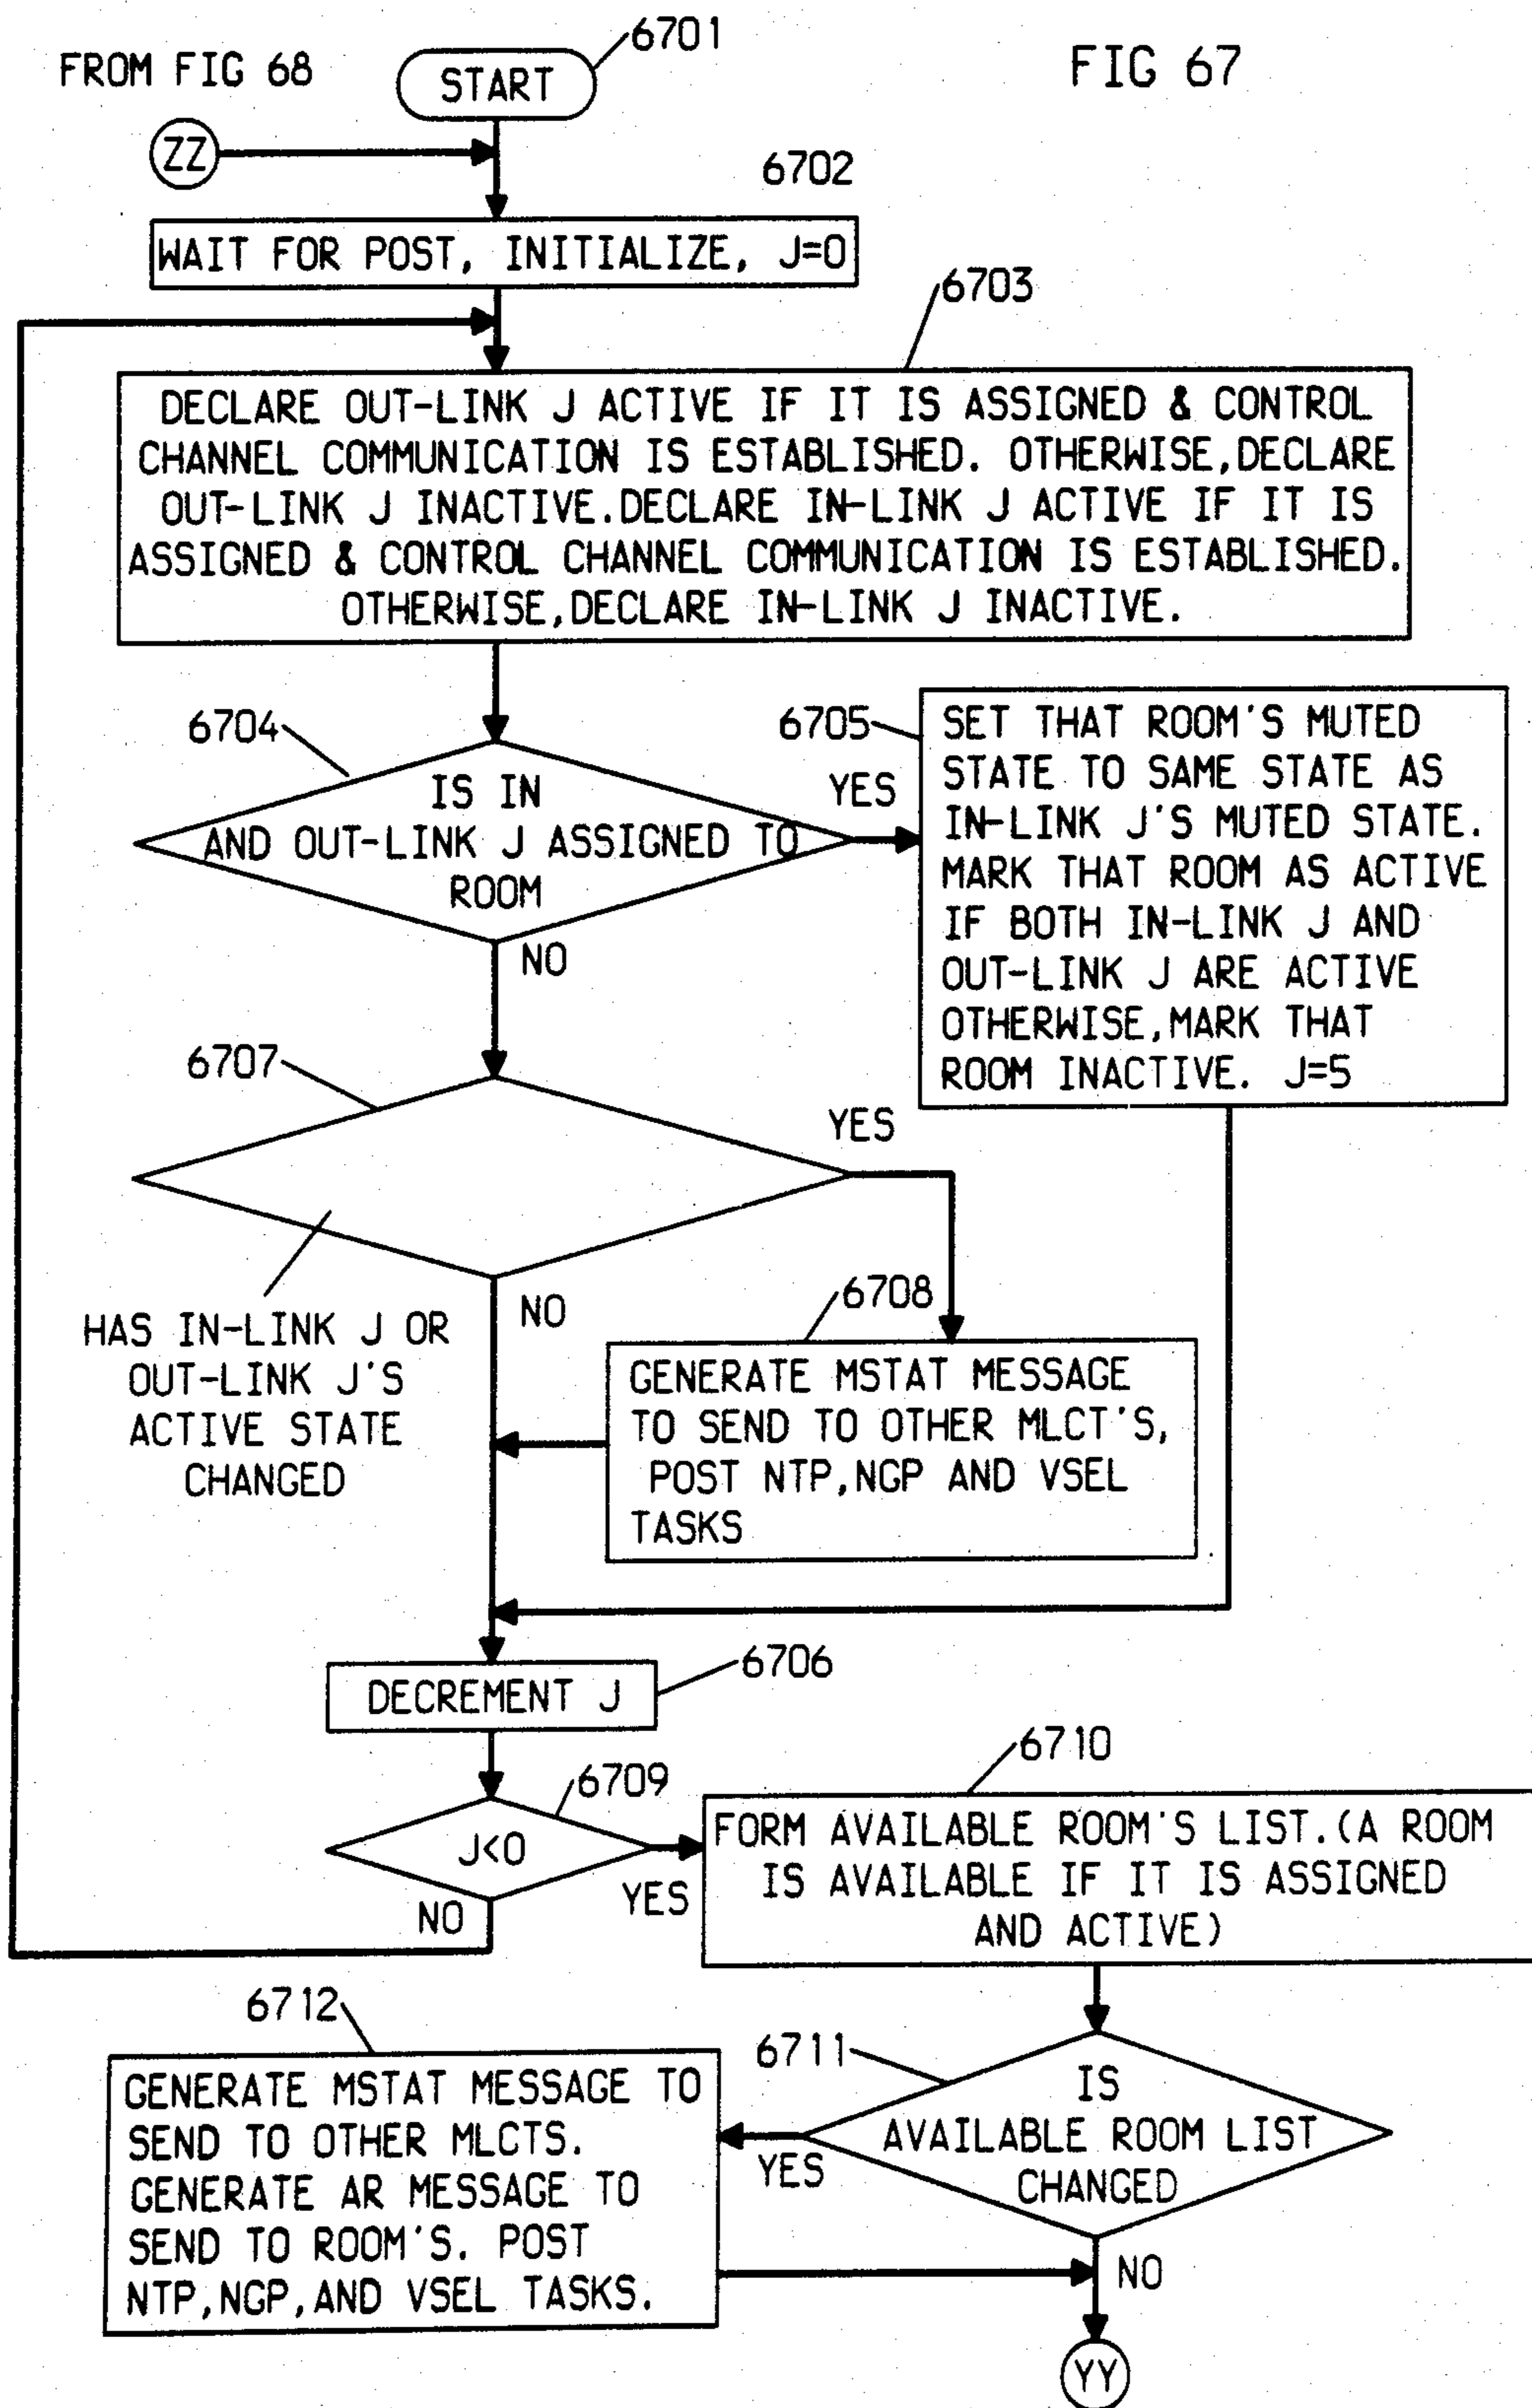 FROM FIG 68
START
6701
FIG 67
ZZ
6702
WAIT FOR POST, INITIALIZE, J=0
6703
DECLARE OUT-LINK J ACTIVE IF IT IS ASSIGNED & CONTROL
CHANNEL COMMUNICATION IS ESTABLISHED. OTHERWISE,DECLARE
OUT-LINK J INACTIVE.DECLARE IN-LINK J ACTIVE IF IT IS
ASSIGNED & CONTROL CHANNEL COMMUNICATION IS ESTABLISHED.
OTHERWISE,DECLARE IN-LINK J INACTIVE.
6704
IS IN
AND OUT-LINK J ASSIGNED TO
ROOM
YES
NO
6705
SET THAT ROOM'S MUTED
STATE TO SAME STATE AS
IN-LINK J'S MUTED STATE.
MARK THAT ROOM AS ACTIVE
IF BOTH IN-LINK J AND
OUT-LINK J ARE ACTIVE
OTHERWISE,MARK THAT
ROOM INACTIVE. J=5
6707
YES
HAS IN-LINK J OR
OUT-LINK J'S
ACTIVE STATE
CHANGED
NO
6708
GENERATE MSTAT MESSAGE
TO SEND TO OTHER MLCT'S,
POST NTP,NGP AND VSEL
TASKS
DECREMENT J
6706
6709
J<0
YES
NO
6710
FORM AVAILABLE ROOM'S LIST.(A ROOM
IS AVAILABLE IF IT IS ASSIGNED
AND ACTIVE)
6711
IS
AVAILABLE ROOM LIST
CHANGED
YES
NO
6712
GENERATE MSTAT MESSAGE TO
SEND TO OTHER MLCTS.
GENERATE AR MESSAGE TO
SEND TO ROOM'S. POST
NTP,NGP,AND VSEL TASKS.
YY